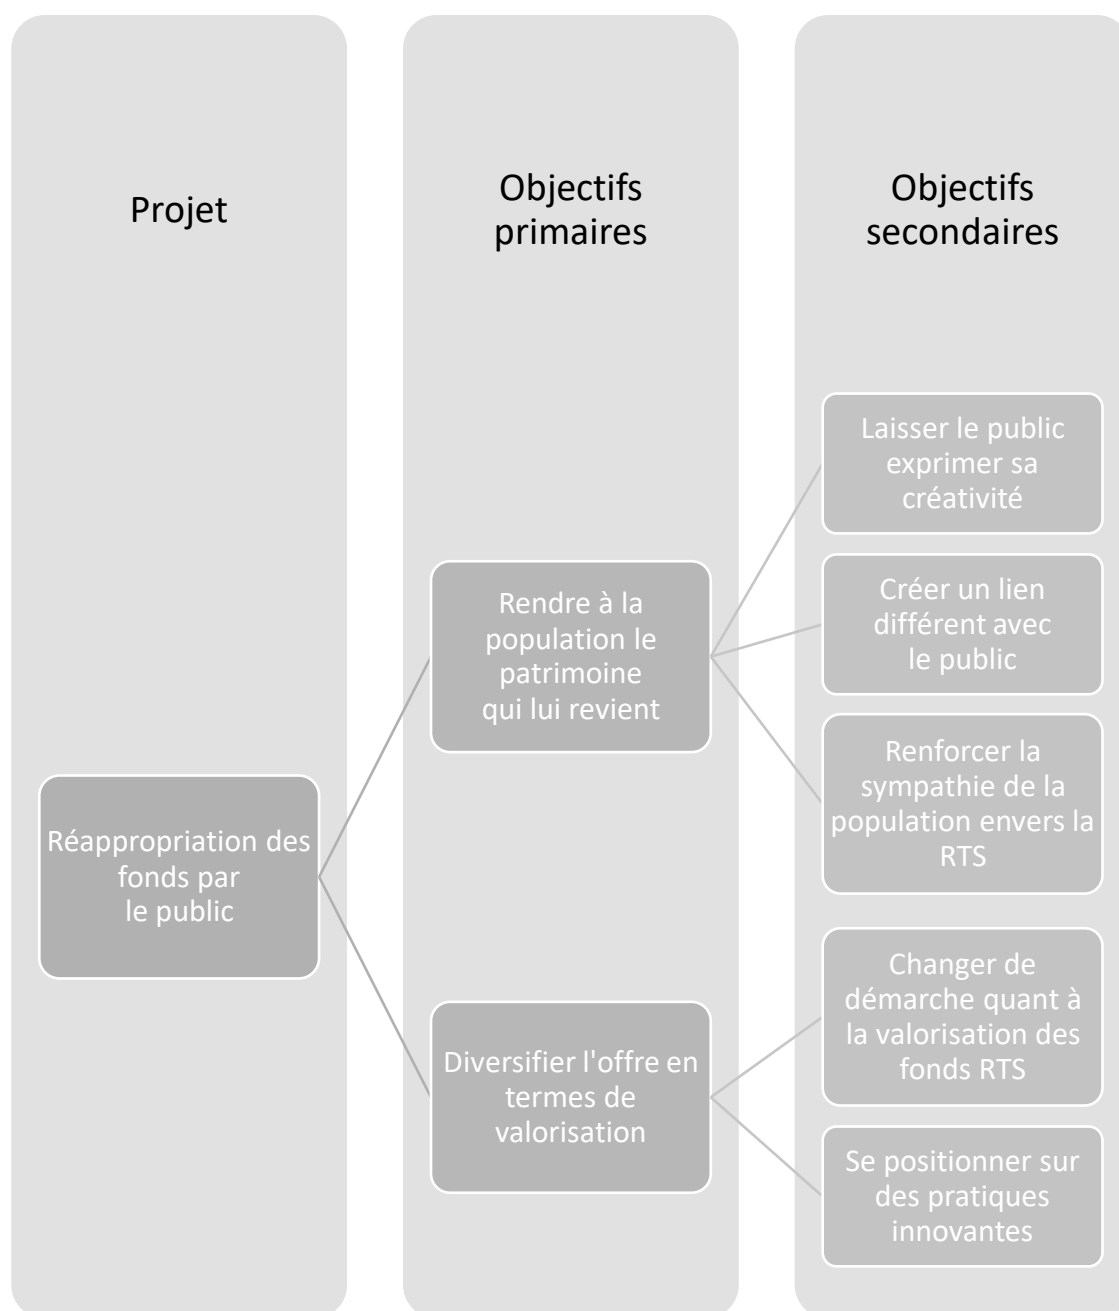 Projet
Objectifs
primaires
Objectifs
secondaires
Réappropriation des
fonds par
le public
Rendre à la
population le
patrimoine
qui lui revient
Laisser le public
exprimer sa
créativité
Créer un lien
différent avec
le public
Renforcer la
sympathie de la
population envers la
RTS
Diversifier l'offre en
termes de
valorisation
Changer de
démarche quant à
la valorisation des
fonds RTS
Se positionner sur
des pratiques
innovantes